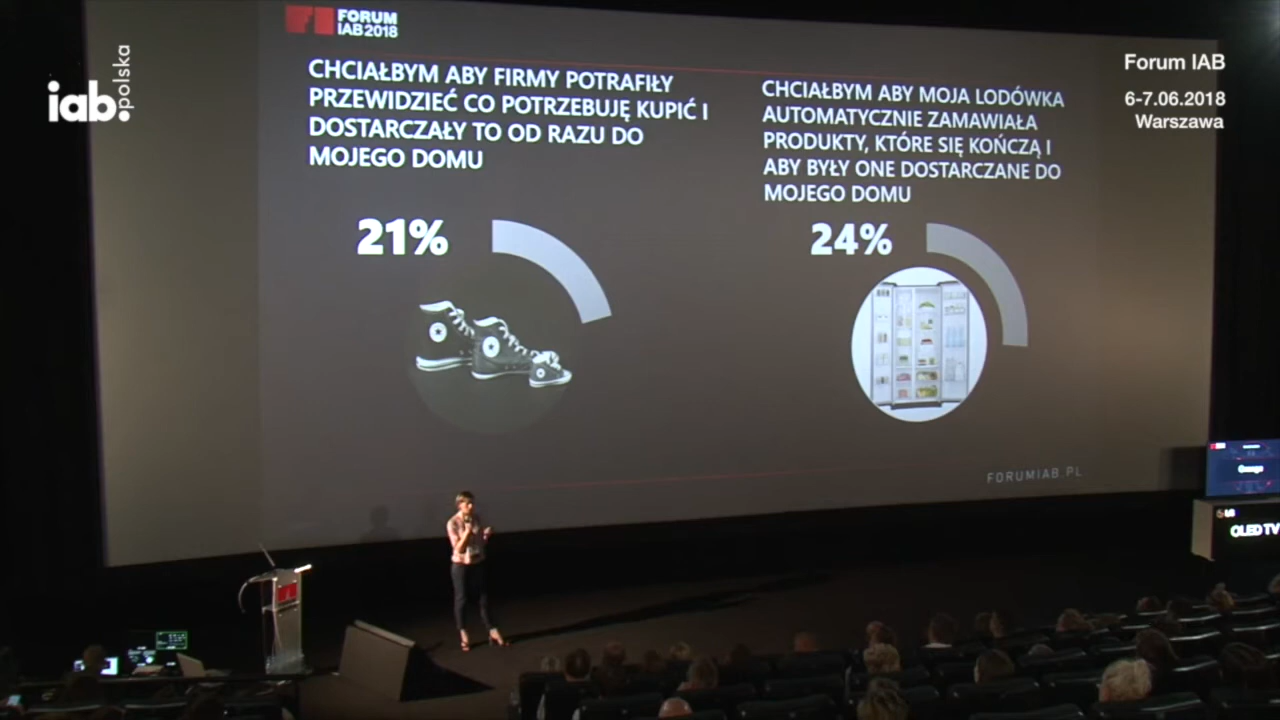 FORUM
IAB2018
iab.polska
Forum IAB
6-7.06.2018
Warszawa
CHCIAŁBYM ABY FIRMY POTRAFIŁY
PRZEWIDZIEĆ CO POTRZEBUJĘ KUPIĆ I
DOSTARCZAŁY TO OD RAZU DO
MOJEGO DOMU
21%
CHCIAŁBYM ABY MOJA LODÓWKA
AUTOMATYCZNIE ZAMAWIAŁA
PRODUKTY, KTÓRE SIĘ KOŃCZĄ I
ABY BYŁY ONE DOSTARCZANE DO
MOJEGO DOMU
24%
FORUMIAB.PL
LG
OLED TV